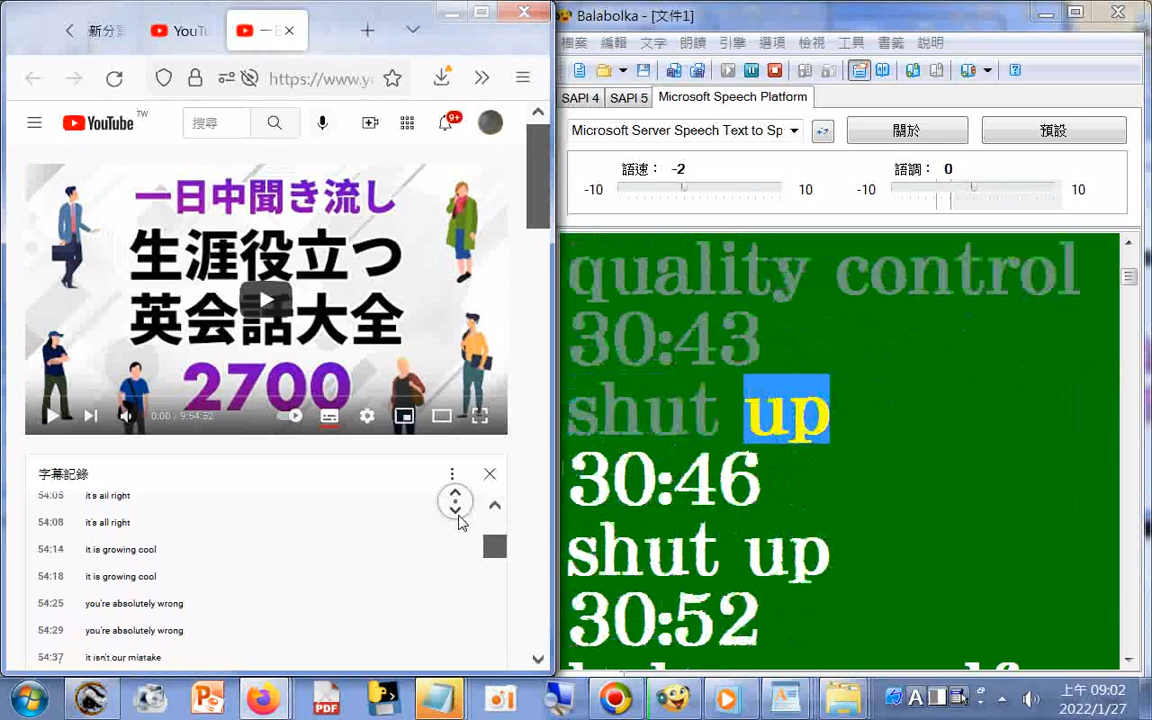 新分
YouTu
一
https://www.y
YouTube TW
搜尋
9+
一日中聞き流し
生涯役立つ
英会話大全
2700
0:00 / 9:54:52
字幕記錄
54:05 it's all right
54:08 it's all right
54:14 it is growing cool
54:18 it is growing cool
54:25 you're absolutely wrong
54:29 you're absolutely wrong
54:37 it isn't our mistake
Balabolka - [文件1]
檔案 編輯 文字 朗讀 引擎 選項 檢視 工具 書籤 說明
SAPI 4 SAPI 5 Microsoft Speech Platform
Microsoft Server Speech Text to Sp
關於 預設
語速： -2 語調： 0
-10 10 -10 10
quality control
30:43
shut up
30:46
shut up
30:52
PDF
A
上午 09:02
2022/1/27